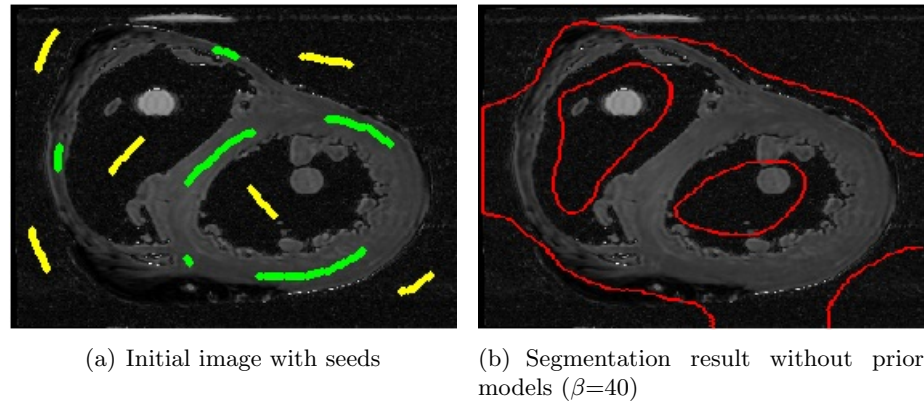 (a) Initial image with seeds
(b) Segmentation result without prior
models (β=40)